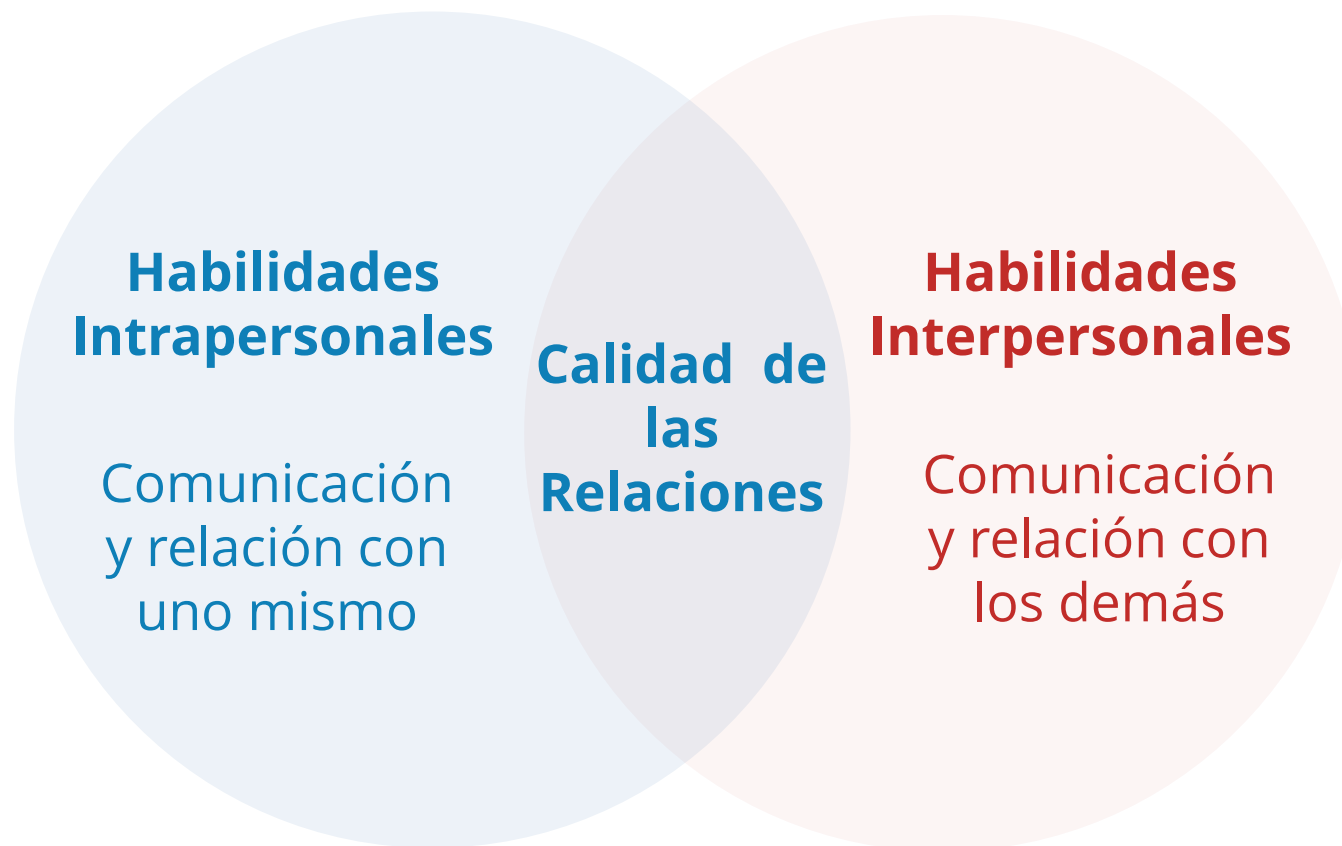 Habilidades
Intrapersonales
Comunicación
y relación con
uno mismo
Calidad  de
las
Relaciones
Habilidades
Interpersonales
Comunicación
y relación con
los demás